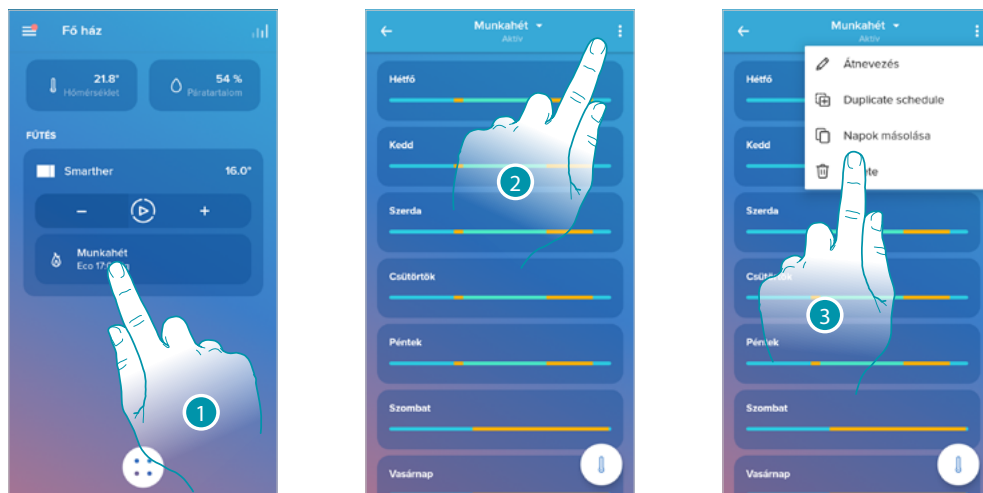 Fő ház
21.8°
Hőmérséklet
54 %
Páratartalom
FŰTÉS
Smarther
16.0°
−
+
Munkahét
Eco
1
Munkahét
Aktív
Hétfő
Kedd
Szerda
Csütörtök
Péntek
Szombat
Vasárnap
2
Munkahét
Aktív
Átnevezés
Duplicate schedule
Napok másolása
Hétfő
Kedd
Szerda
Csütörtök
Péntek
Szombat
Vasárnap
3